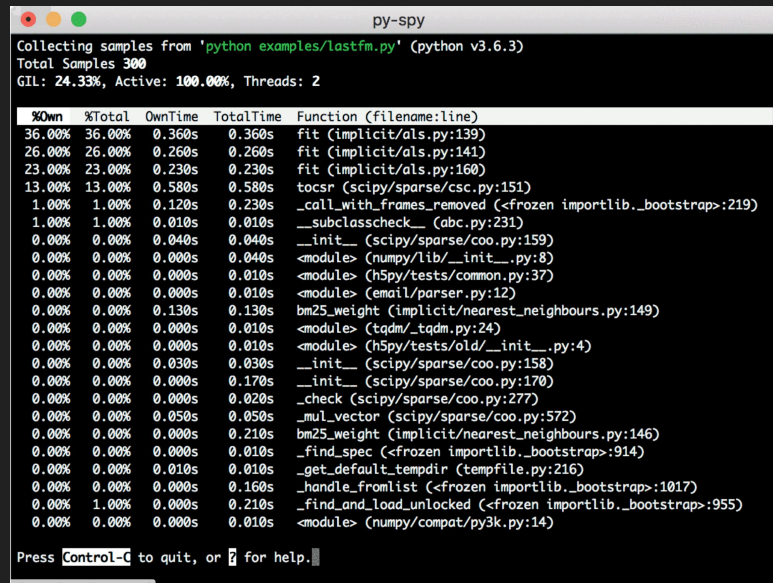 py-spy
Collecting samples from 'python examples/lastfm.py' (python v3.6.3)
Total Samples 300
GIL: 24.33%, Active: 100.00%, Threads: 2
%Own %Total OwnTime TotalTime Function (filename:line)
36.00% 36.00% 0.360s 0.360s fit (implicit/als.py:139)
26.00% 26.00% 0.260s 0.260s fit (implicit/als.py:141)
23.00% 23.00% 0.230s 0.230s fit (implicit/als.py:160)
13.00% 13.00% 0.580s 0.580s tocsr (scipy/sparse/csc.py:151)
1.00% 1.00% 0.120s 0.230s _call_with_frames_removed (<frozen importlib._bootstrap>:219)
1.00% 1.00% 0.010s 0.010s __subclasscheck__ (abc.py:231)
0.00% 0.00% 0.040s 0.040s __init__ (scipy/sparse/coo.py:159)
0.00% 0.00% 0.000s 0.040s <module> (numpy/lib/__init__.py:8)
0.00% 0.00% 0.000s 0.010s <module> (h5py/tests/common.py:37)
0.00% 0.00% 0.000s 0.010s <module> (email/parser.py:12)
0.00% 0.00% 0.130s 0.130s bm25_weight (implicit/nearest_neighbours.py:149)
0.00% 0.00% 0.000s 0.010s <module> (tqdm/_tqdm.py:24)
0.00% 0.00% 0.000s 0.010s <module> (h5py/tests/old/__init__.py:4)
0.00% 0.00% 0.030s 0.030s __init__ (scipy/sparse/coo.py:158)
0.00% 0.00% 0.000s 0.170s __init__ (scipy/sparse/coo.py:170)
0.00% 0.00% 0.000s 0.020s _check (scipy/sparse/coo.py:277)
0.00% 0.00% 0.050s 0.050s _mul_vector (scipy/sparse/coo.py:572)
0.00% 0.00% 0.000s 0.210s bm25_weight (implicit/nearest_neighbours.py:146)
0.00% 0.00% 0.000s 0.010s _find_spec (<frozen importlib._bootstrap>:914)
0.00% 0.00% 0.010s 0.010s _get_default_tempdir (tempfile.py:216)
0.00% 0.00% 0.000s 0.160s _handle_fromlist (<frozen importlib._bootstrap>:1017)
0.00% 1.00% 0.000s 0.210s _find_and_load_unlocked (<frozen importlib._bootstrap>:955)
0.00% 0.00% 0.000s 0.010s <module> (numpy/compat/py3k.py:14)
Press Control-C to quit, or ? for help.